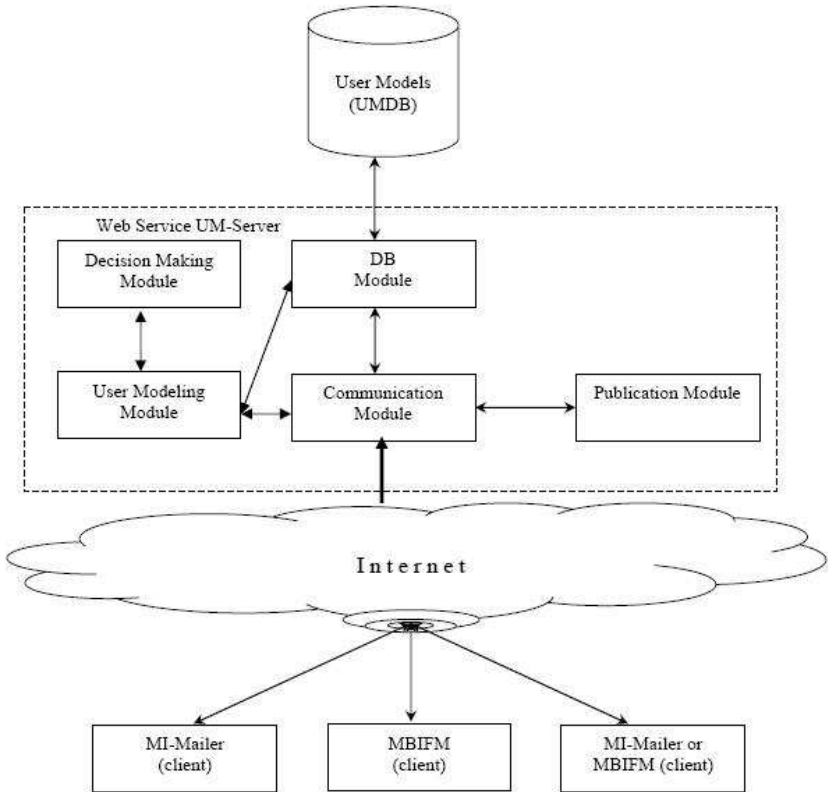 User Models
(UMDB)
Web Service UM-Server
Decision Making
Module
DB
Module
User Modeling
Module
Communication
Module
Publication Module
Internet
MI-Mailer
(client)
MBIFM
(client)
MI-Mailer or
MBIFM (client)